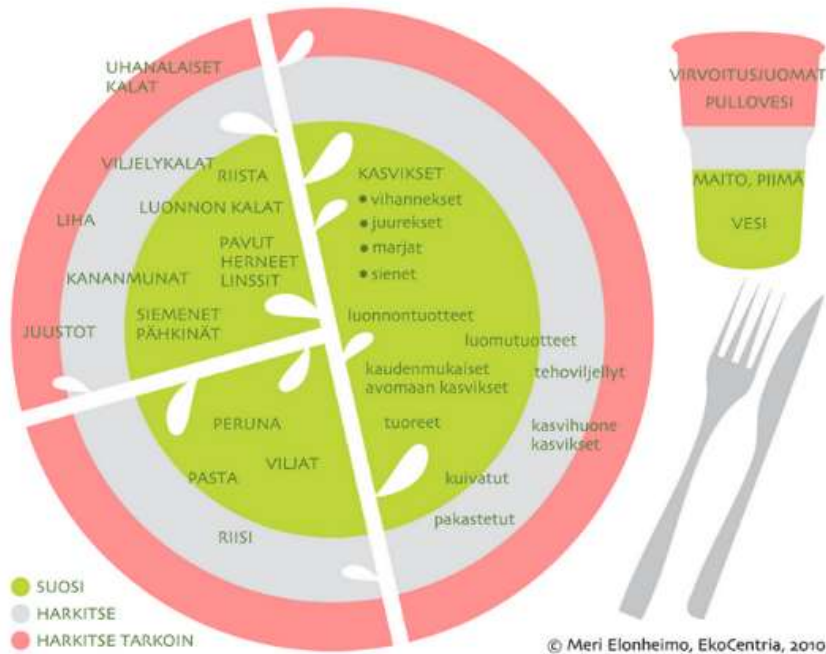 UHANALAISET
KALAT
VILJELYKALAT
RIISTA
LIHA
LUONNON KALAT
PAVUT
HERNEET
LINSSIT
KANANMUNAT
SIEMENET
PÄHKINÄT
JUUSTOT
KASVIKSET
• vihannekset
• juurekset
• marjat
• sienet
luonnontuotteet
luomutuotteet
kaudenmukaiset
avomaan kasvikset
tehoviljellyt
tuoreet
kasvihuone
kasvikset
kuivatut
pakastetut
PERUNA
VILJAT
PASTA
RIISI
VIRVOITUSJUOMAT
PULLOVESI
MAITO, PIIMÄ
VESI
SUOSI
HARKITSE
HARKITSE TARKOIN
© Meri Elonheimo, EkoCentria, 2010